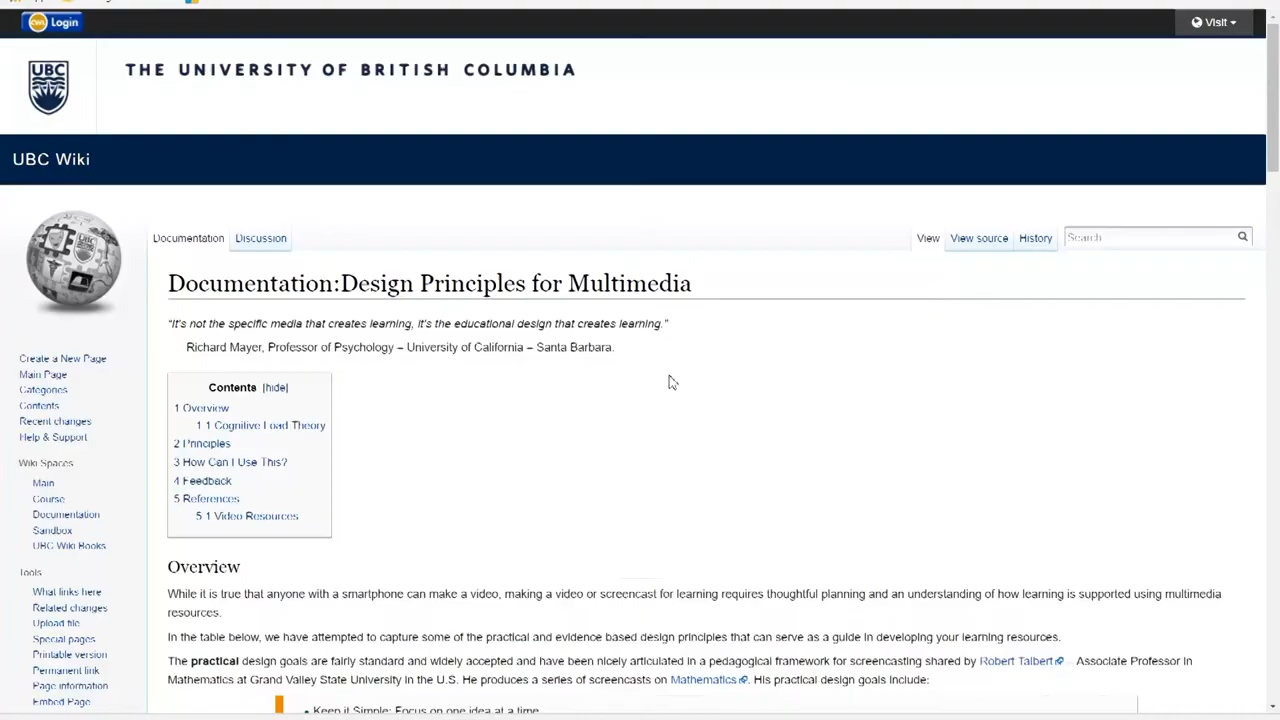 Login
Visit
UBC
THE UNIVERSITY OF BRITISH COLUMBIA
UBC Wiki
Documentation Discussion View View source History Search
Documentation:Design Principles for Multimedia
"It's not the specific media that creates learning, it's the educational design that creates learning."
Richard Mayer, Professor of Psychology – University of California – Santa Barbara.
Contents [hide]
1 Overview
1.1 Cognitive Load Theory
2 Principles
3 How Can I Use This?
4 Feedback
5 References
5.1 Video Resources
Create a New Page
Main Page
Categories
Contents
Recent changes
Help & Support
Wiki Spaces
Main
Course
Documentation
Sandbox
UBC Wiki Books
Tools
What links here
Related changes
Upload file
Special pages
Printable version
Permanent link
Page information
Embed Page
Overview
While it is true that anyone with a smartphone can make a video, making a video or screencast for learning requires thoughtful planning and an understanding of how learning is supported using multimedia
resources.
In the table below, we have attempted to capture some of the practical and evidence based design principles that can serve as a guide in developing your learning resources.
The practical design goals are fairly standard and widely accepted and have been nicely articulated in a pedagogical framework for screencasting shared by Robert Talbert – Associate Professor in
Mathematics at Grand Valley State University in the U.S. He produces a series of screencasts on Mathematics. His practical design goals include:
• Keep it Simple: Focus on one idea at a time.